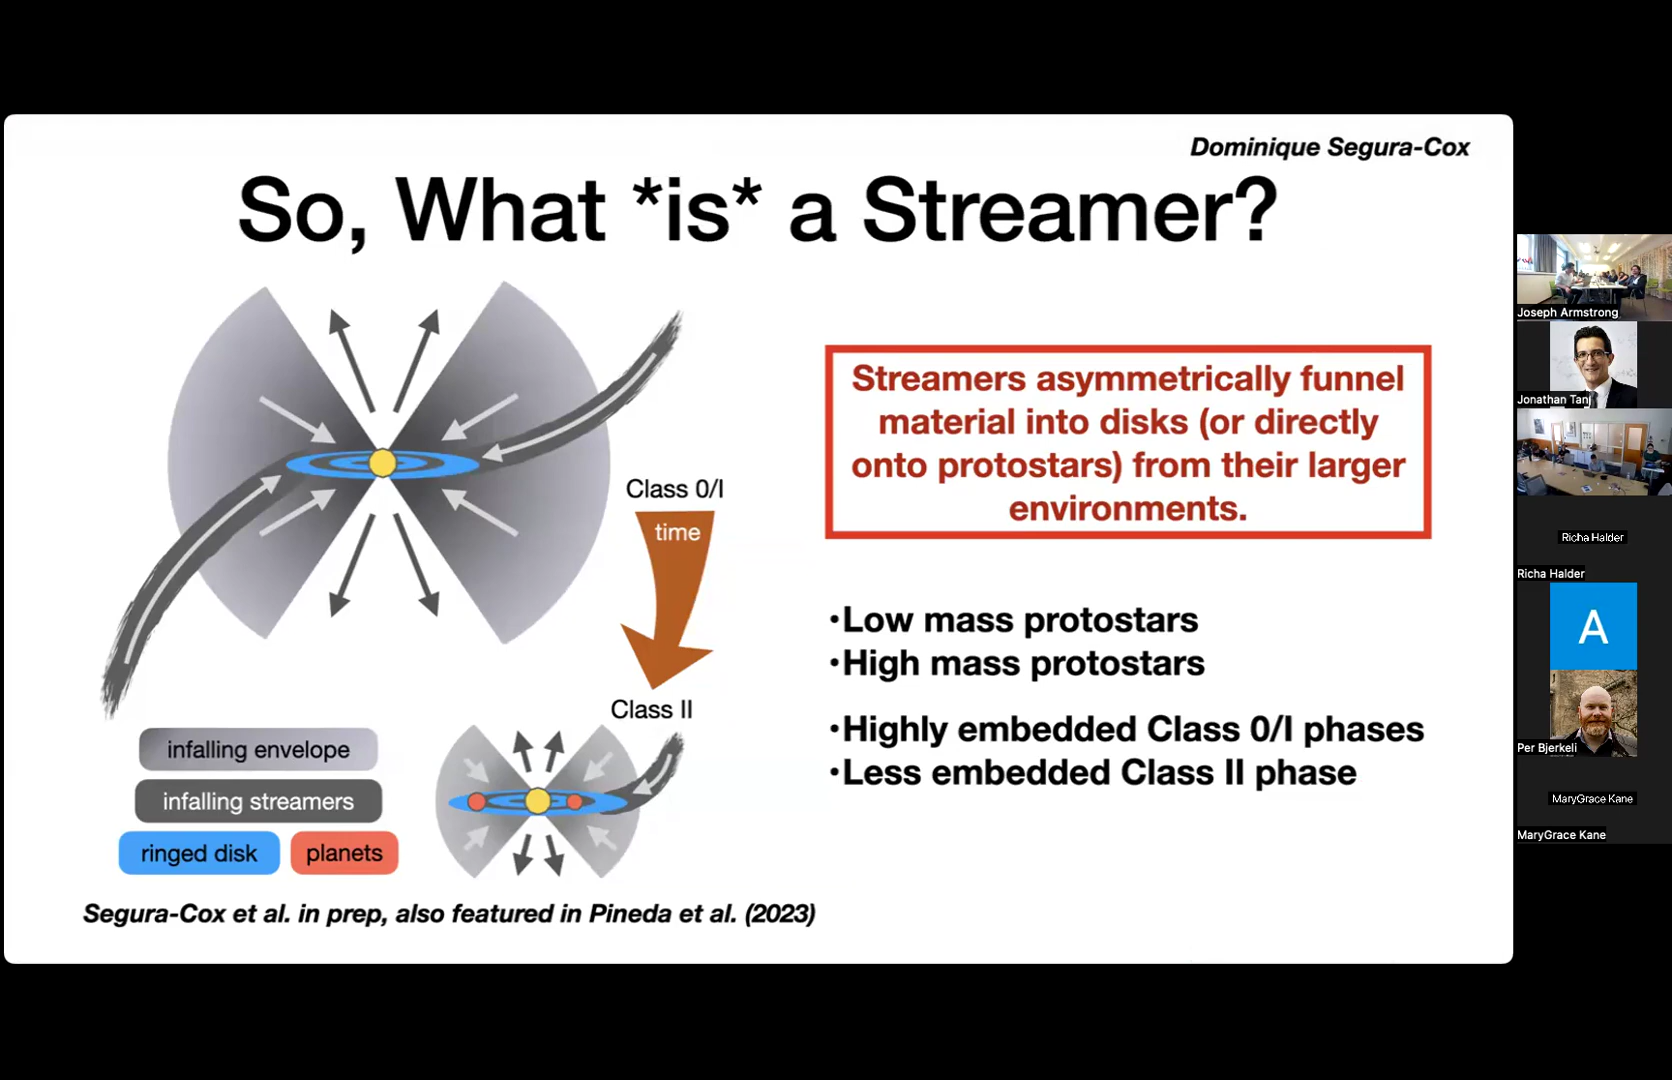 Dominique Segura-Cox
So, What *is* a Streamer?
Streamers asymmetrically funnel
material into disks (or directly
onto protostars) from their larger
environments.
Class 0/I
time
Class II
•Low mass protostars
•High mass protostars
•Highly embedded Class 0/I phases
•Less embedded Class II phase
infalling envelope
infalling streamers
ringed disk
planets
Segura-Cox et al. in prep, also featured in Pineda et al. (2023)
Joseph Armstrong
Jonathan Tan
Richa Halder
Richa Halder
A
Per Bjerkeli
MaryGrace Kane
MaryGrace Kane